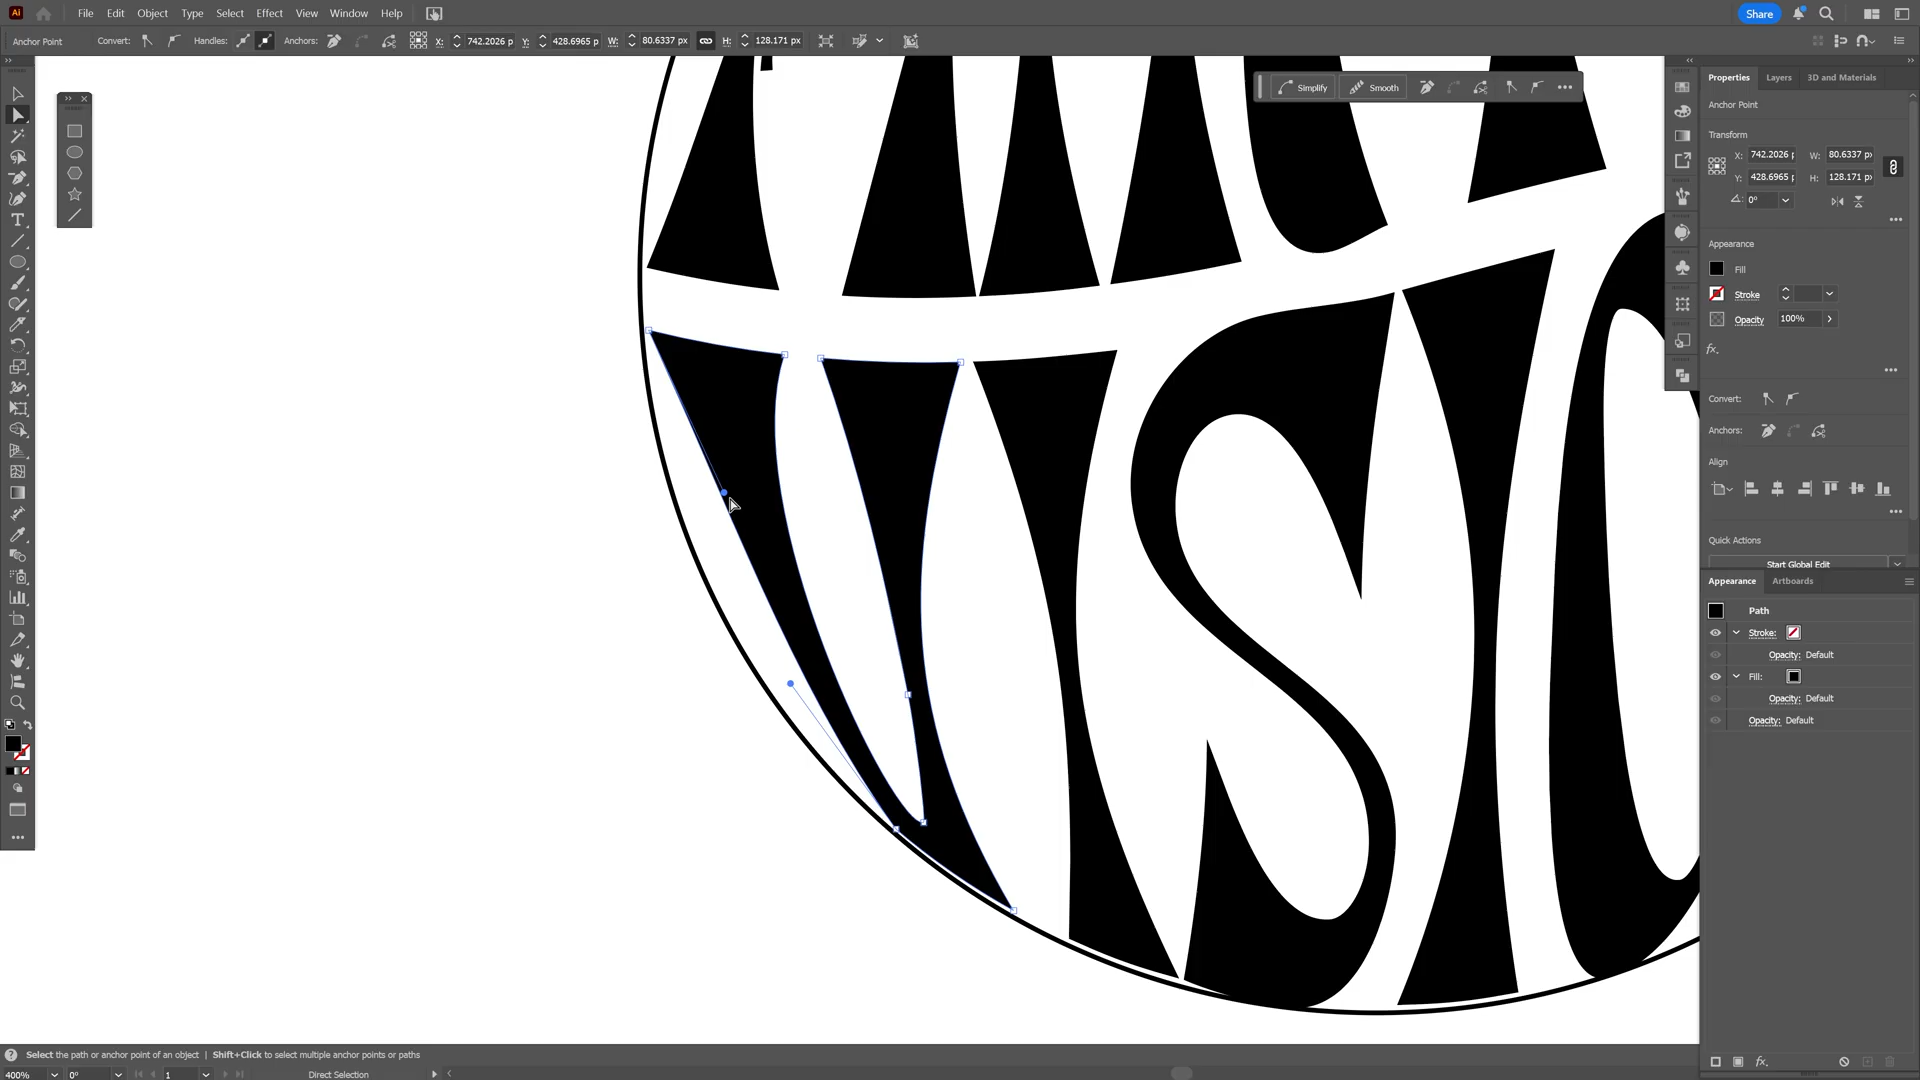 File Edit Object Type Select Effect View Window Help
Share
Anchor Point Convert: Handles: Anchors: X: 742.2026 p Y: 428.6965 p W: 80.6337 px H: 128.171 px
Simplify Smooth
Properties Layers 3D and Materials
Anchor Point
Transform
X: 742.2026 p W: 80.6337 px
Y: 428.6965 p H: 128.171 px
0°
Appearance
Fill
Stroke
Opacity 100%
fx.
Convert:
Anchors:
Align
Quick Actions
Start Global Edit
Appearance Artboards
Path
Stroke:
Opacity: Default
Fill:
Opacity: Default
Opacity: Default
fx.
Select the path or anchor point of an object | Shift+Click to select multiple anchor points or paths
400% 0° 1 Direct Selection